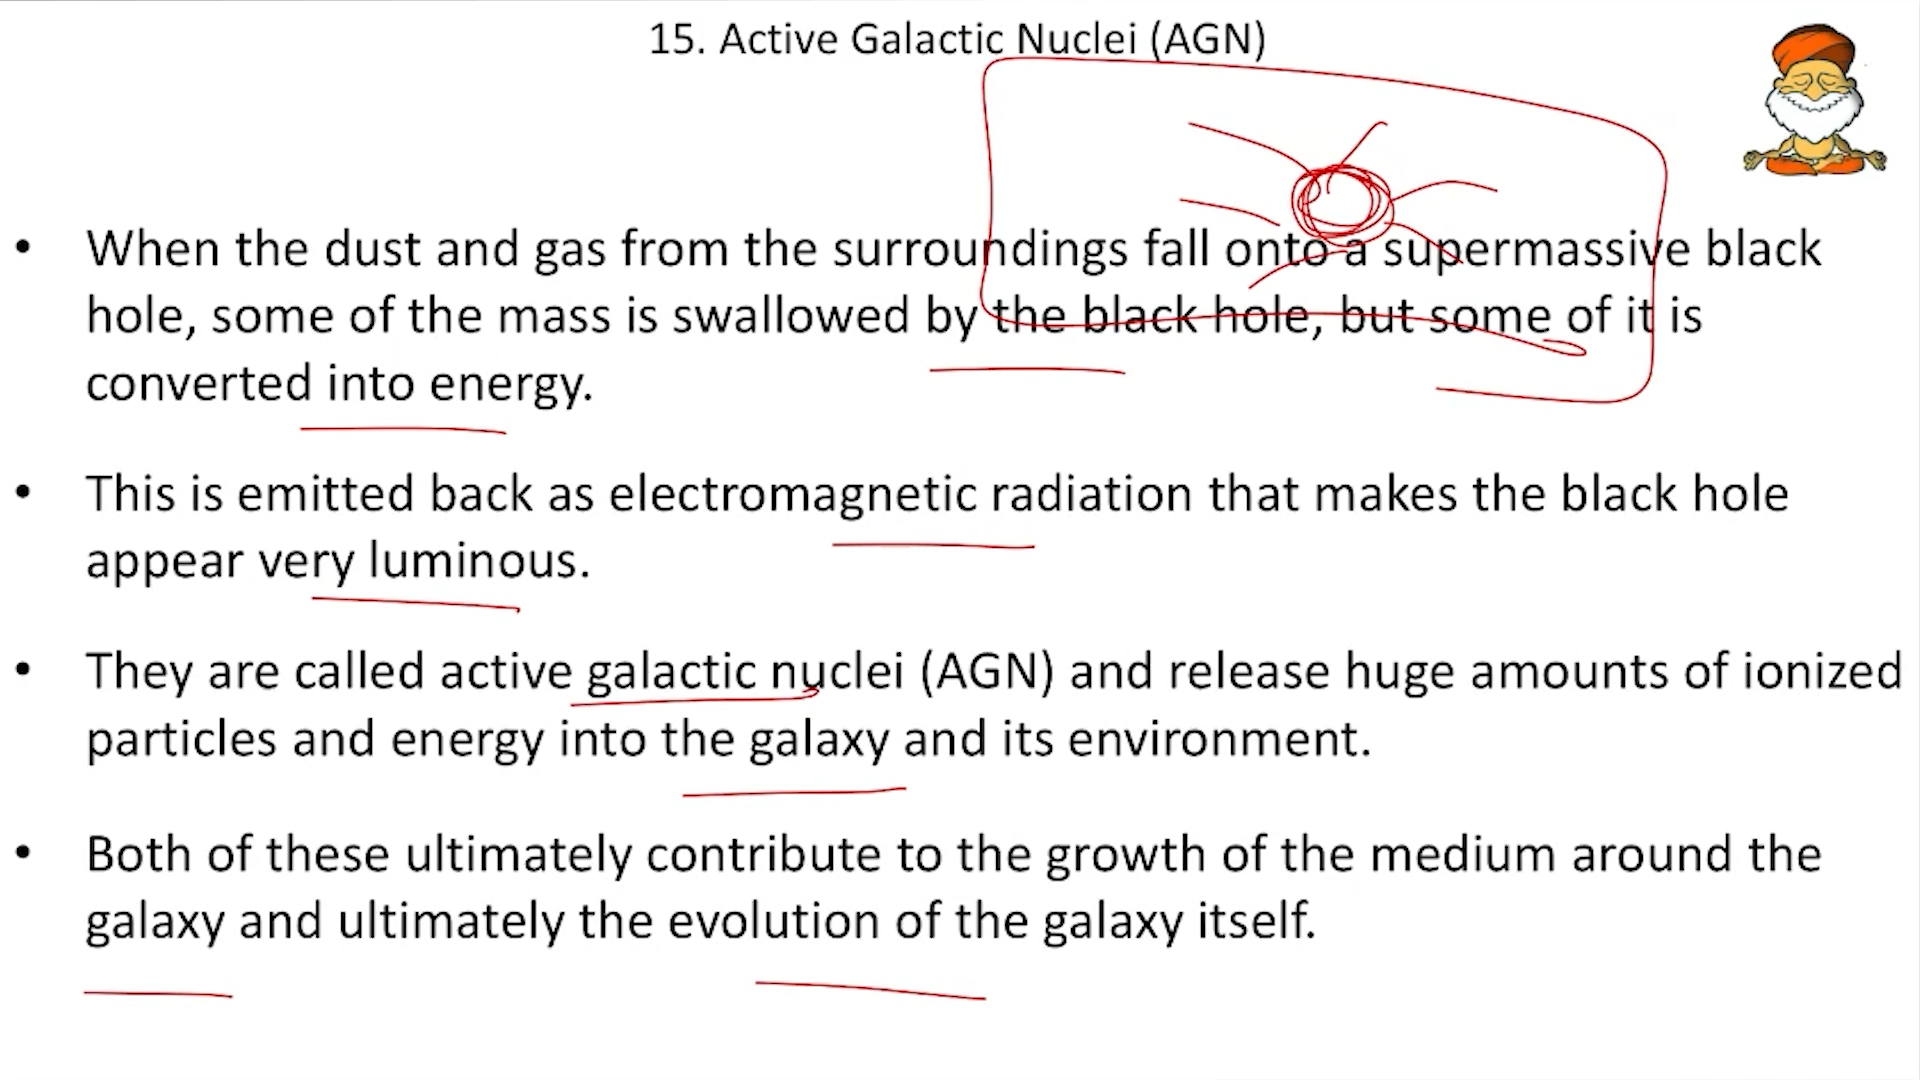 15. Active Galactic Nuclei (AGN)
• When the dust and gas from the surroundings fall onto a supermassive black
hole, some of the mass is swallowed by the black hole, but some of it is
converted into energy.
• This is emitted back as electromagnetic radiation that makes the black hole
appear very luminous.
• They are called active galactic nuclei (AGN) and release huge amounts of ionized
particles and energy into the galaxy and its environment.
• Both of these ultimately contribute to the growth of the medium around the
galaxy and ultimately the evolution of the galaxy itself.